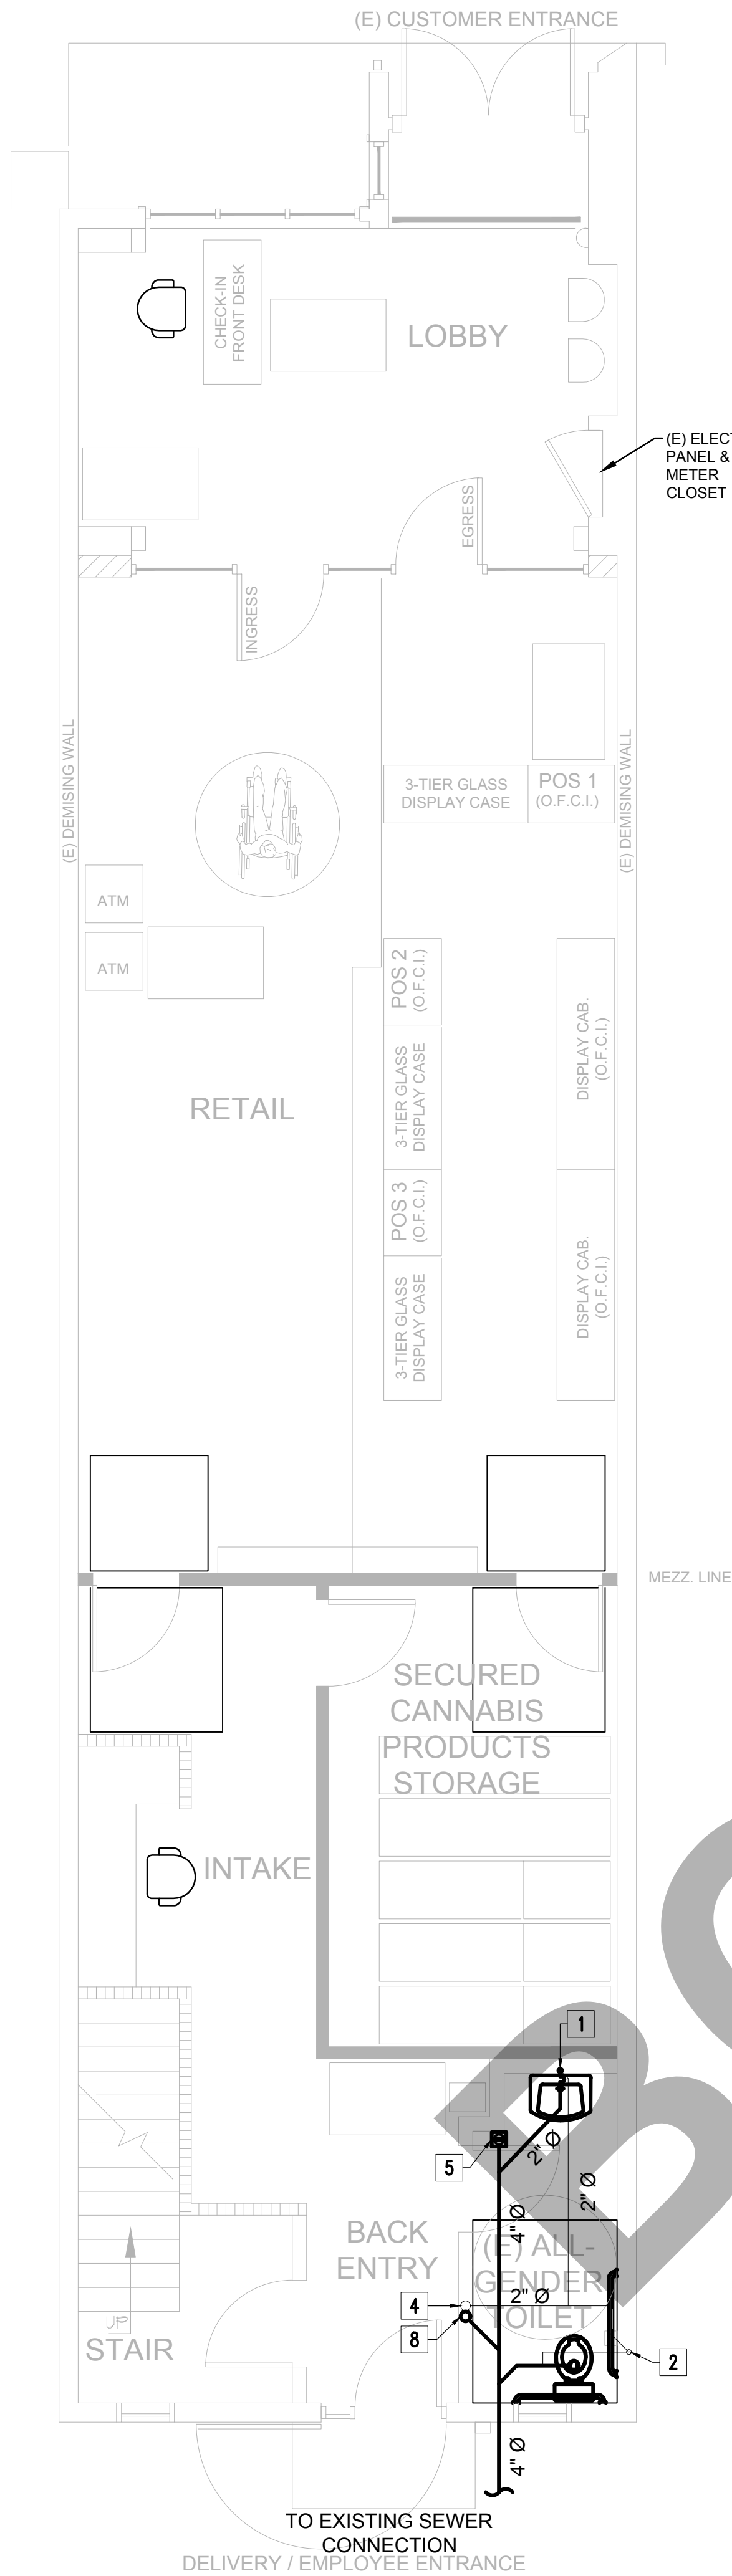 (E) CUSTOMER ENTRANCE
CHECK-IN
FRONT DESK
LOBBY
(E) ELECT
PANEL &
METER
CLOSET
EGRESS
INGRESS
(E) DEMISING WALL
(E) DEMISING WALL
3-TIER GLASS
DISPLAY CASE
POS 1
(O.F.C.I.)
ATM
ATM
POS 2
(O.F.C.I.)
DISPLAY CAB.
(O.F.C.I.)
3-TIER GLASS
DISPLAY CASE
RETAIL
POS 3
(O.F.C.I.)
DISPLAY CAB.
(O.F.C.I.)
3-TIER GLASS
DISPLAY CASE
MEZZ. LINE
SECURED
CANNABIS
PRODUCTS
STORAGE
INTAKE
1
5
2" Ø
2" Ø
4" Ø
BACK
ENTRY
(E) ALL-
GENDER
TOILET
2" Ø
4
8
2
UP
STAIR
4" Ø
TO EXISTING SEWER
CONNECTION
DELIVERY / EMPLOYEE ENTRANCE